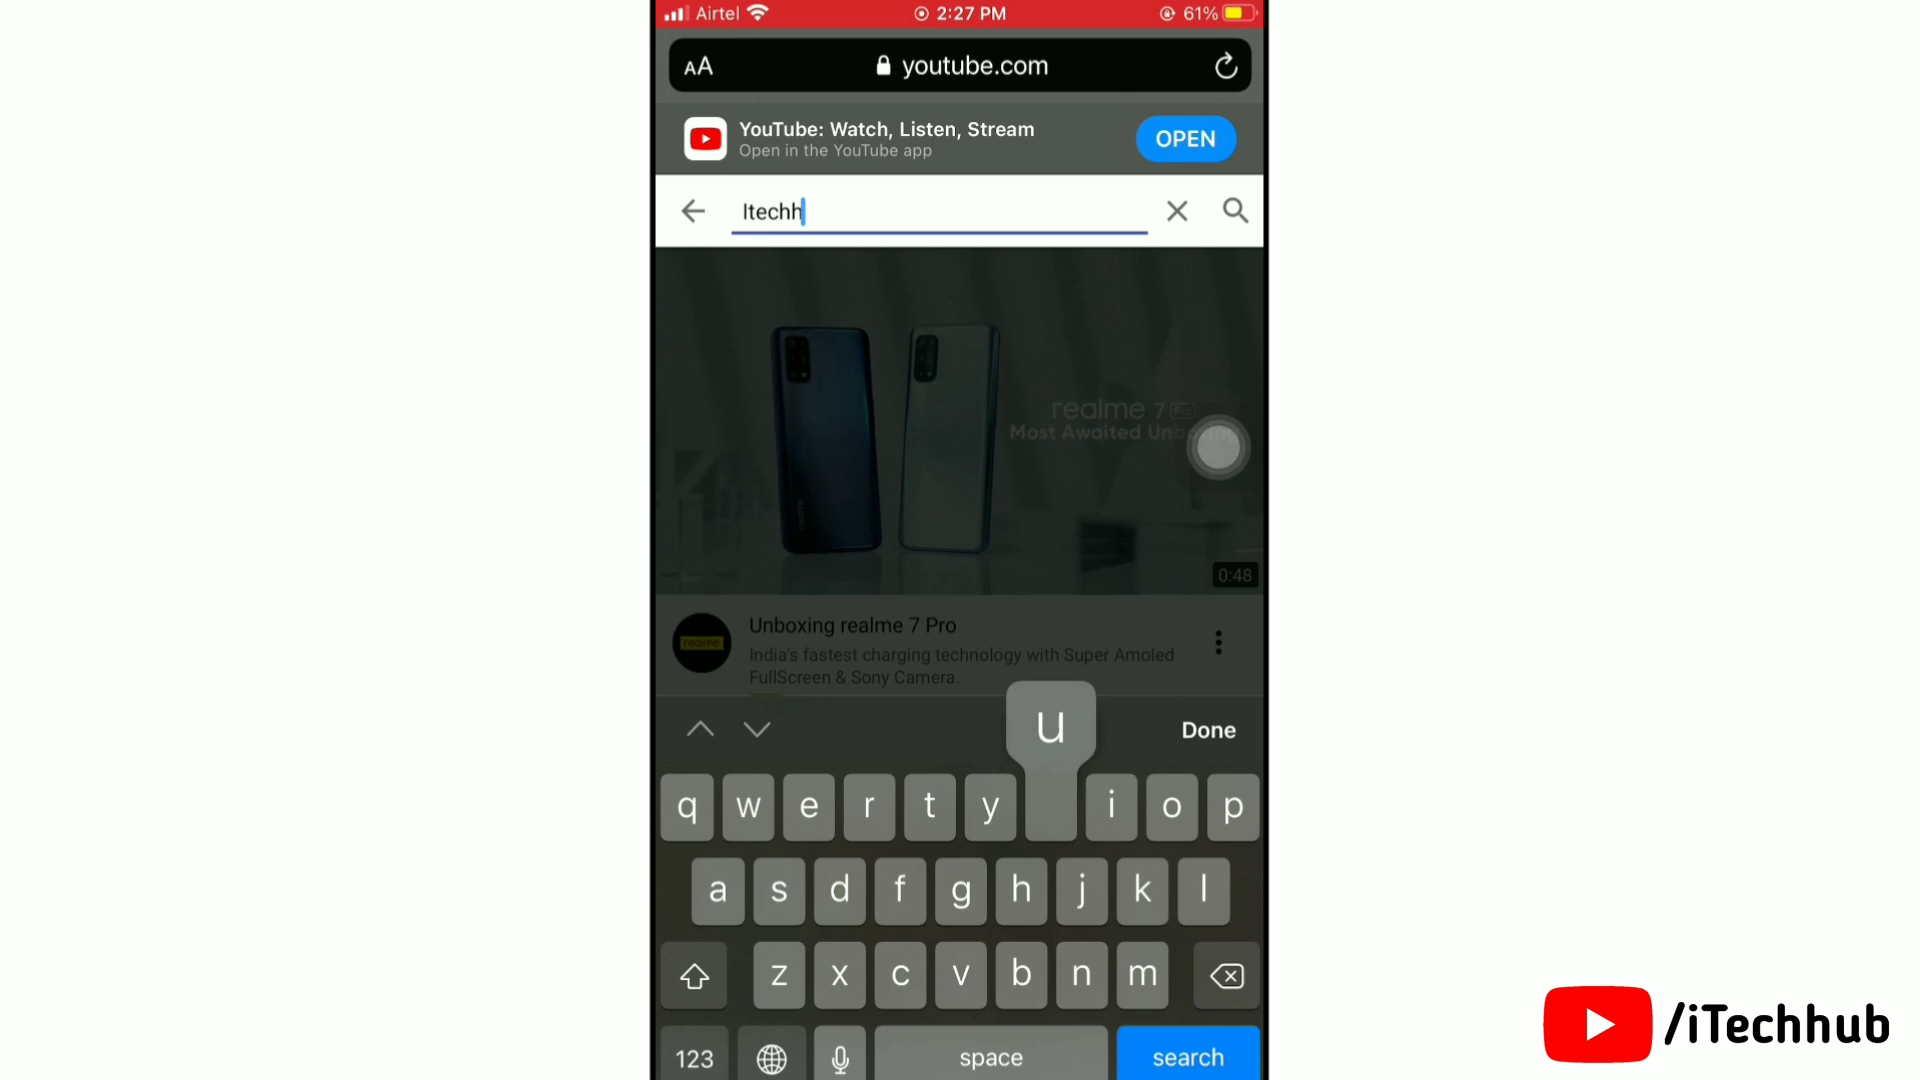 Airtel 2:27 PM 61%
AA youtube.com
YouTube: Watch, Listen, Stream
Open in the YouTube app
OPEN
Itechh
realme 7 Pro
Most Awaited Unb
0:48
realme
Unboxing realme 7 Pro
India's fastest charging technology with Super Amoled
FullScreen & Sony Camera.
u
Done
q w e r t y i o p
a s d f g h j k l
z x c v b n m
123 space search
/iTechhub